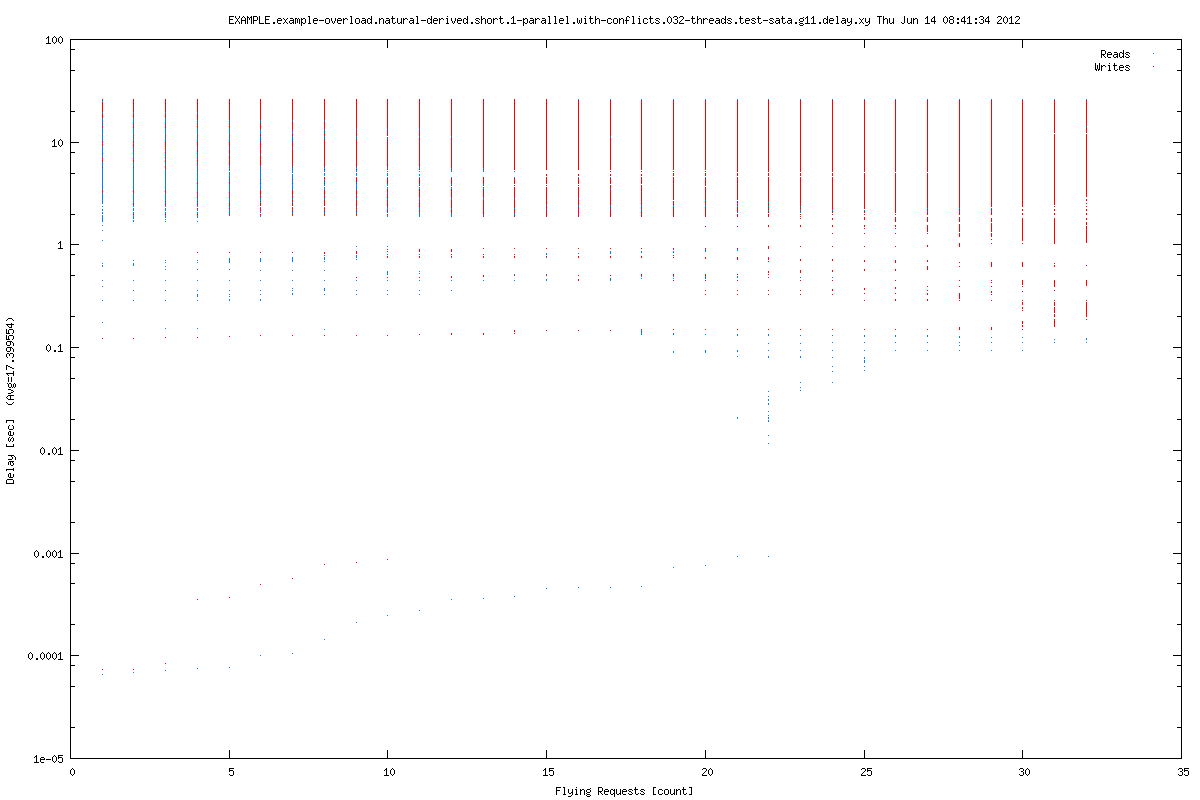 EXAMPLE.example-overload.natural-derived.short.1-parallel.with-conflicts.032-threads.test-sata.g11.delay.xy Thu Jun 14 08:41:34 2012
Reads
Writes
100
10
1
0.1
0.01
0.001
0.0001
1e-05
Delay [sec] (Avg=17.399554)
0 5 10 15 20 25 30 35
Flying Requests [count]